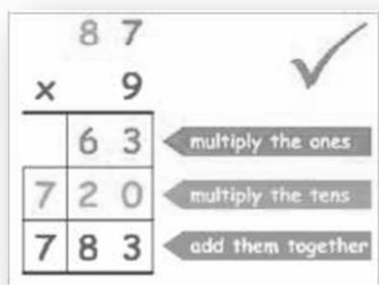 8 7
x 9
6 3 multiply the ones
7 2 0 multiply the tens
7 8 3 add them together